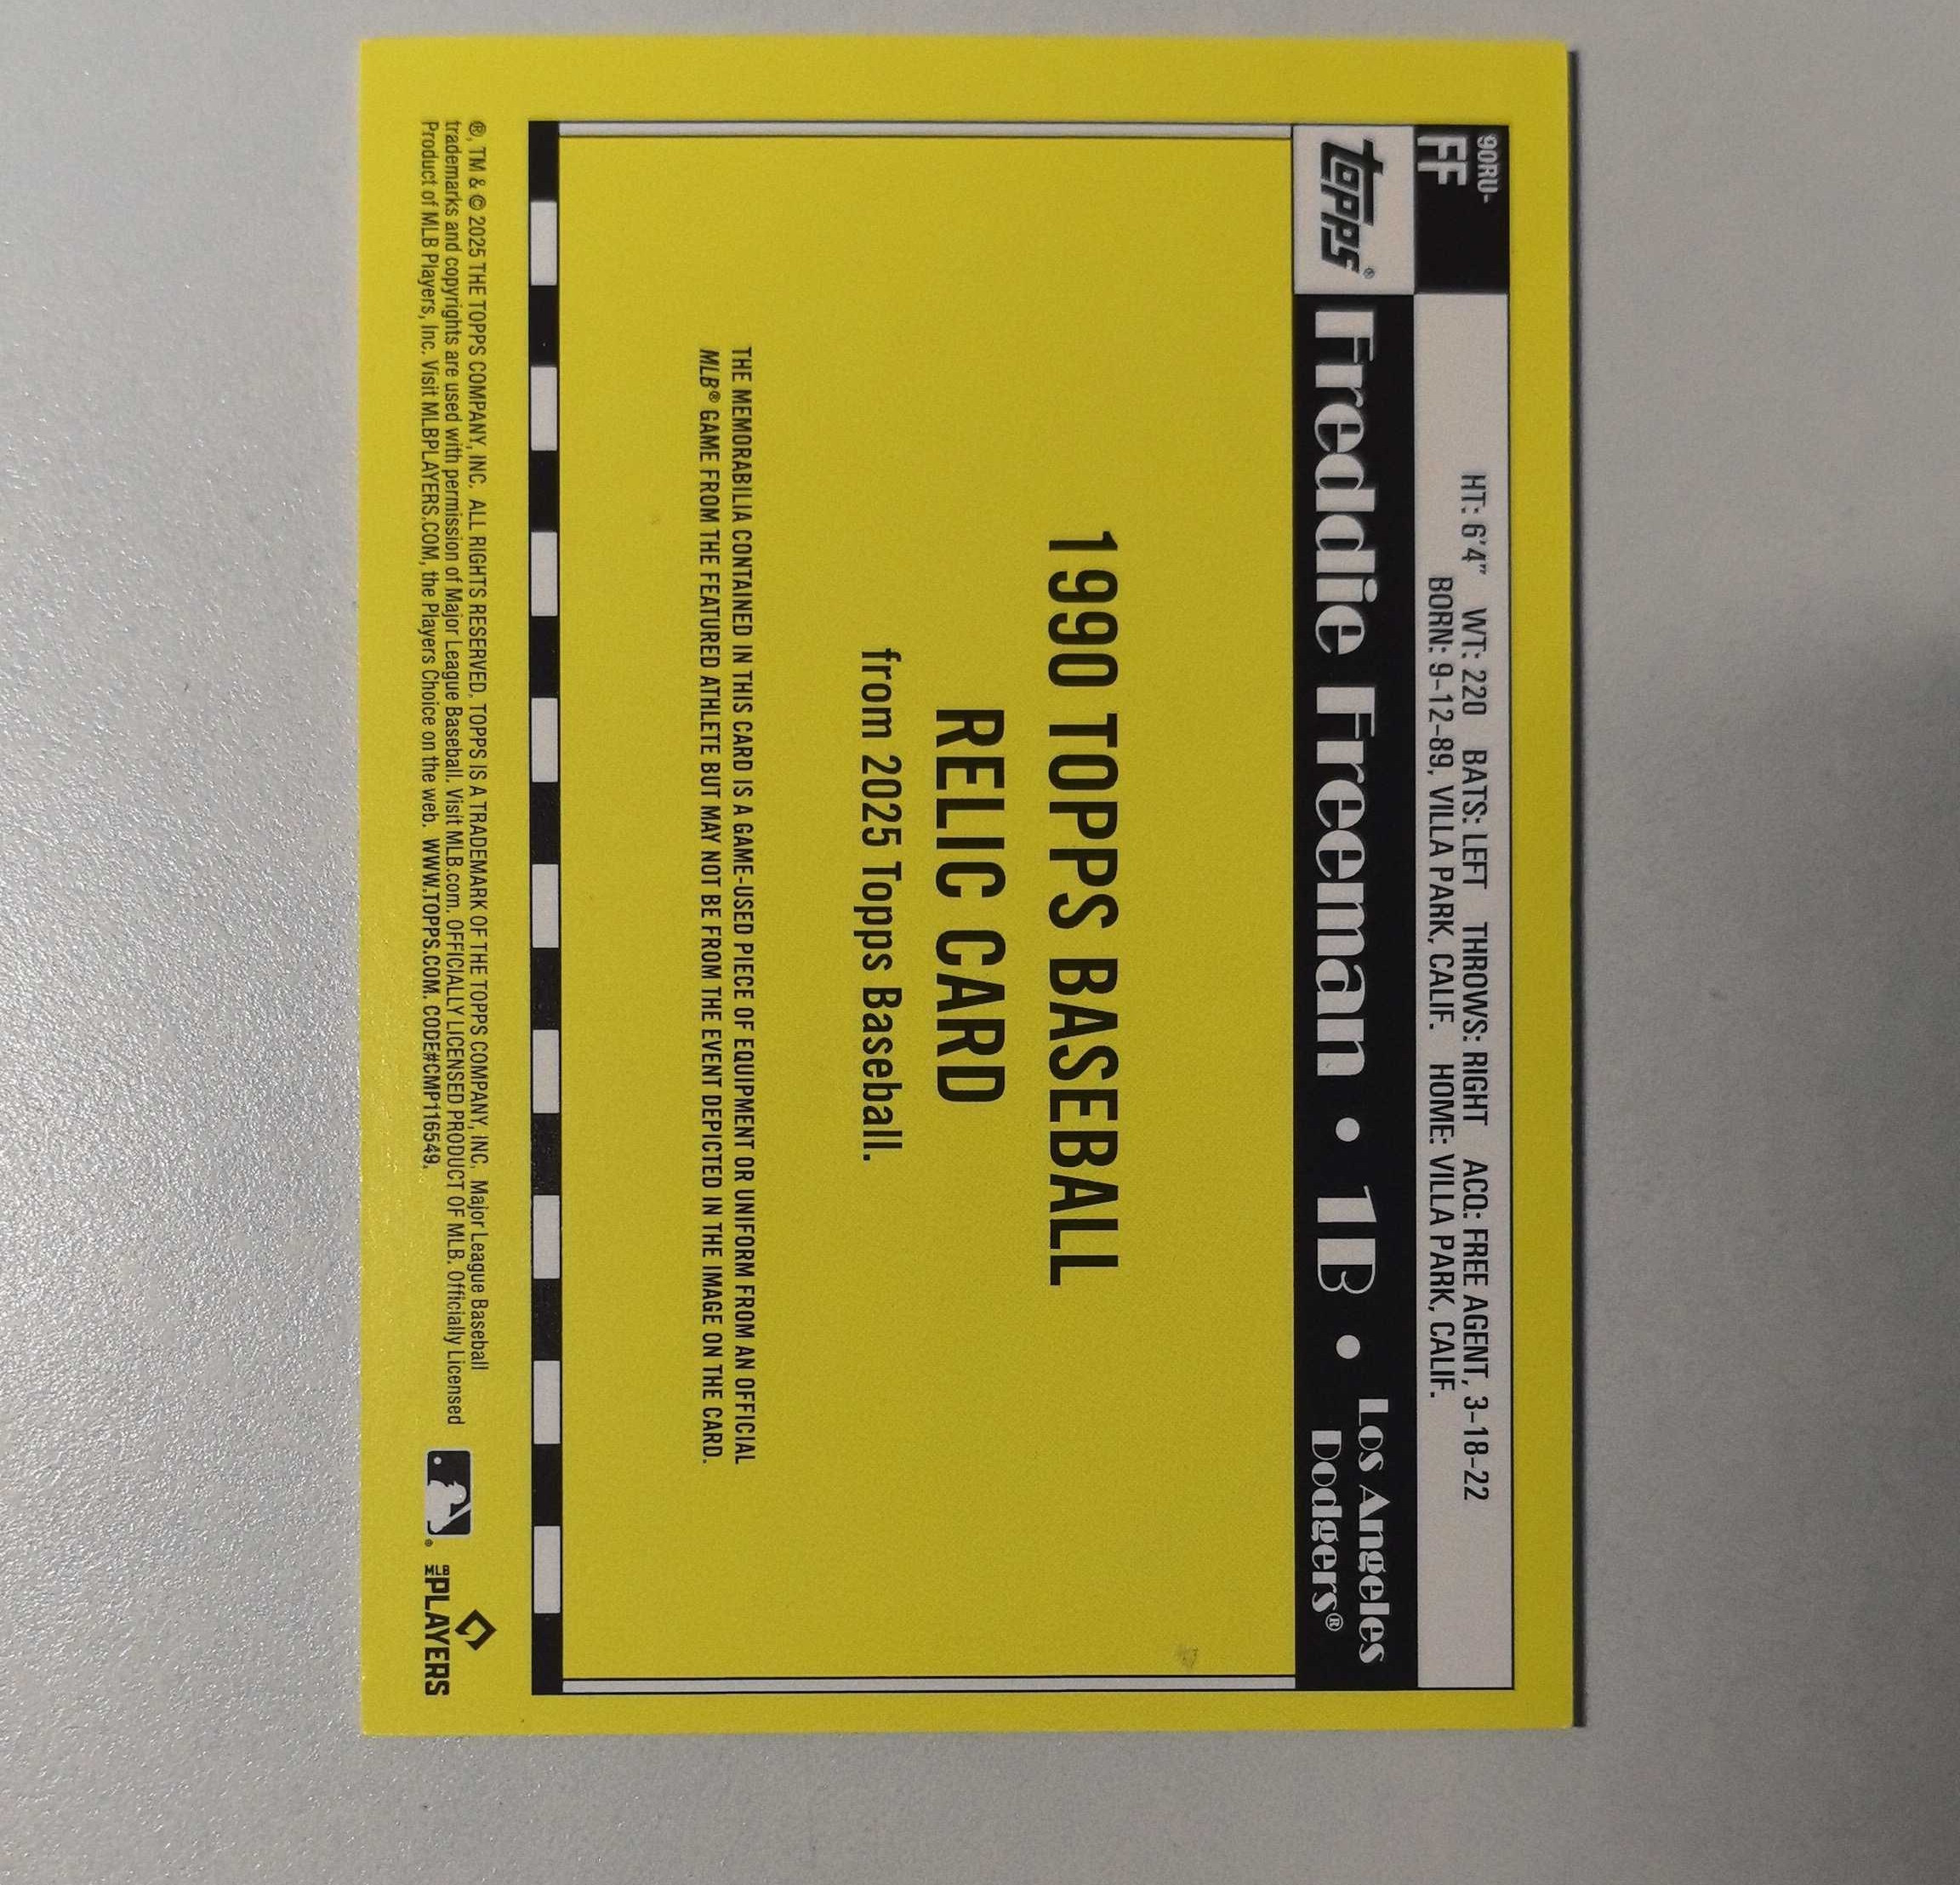 90RU-
FF
HT: 6'4" WT: 220 BATS: LEFT THROWS: RIGHT ACQ: FREE AGENT, 3-18-22
BORN: 9-12-89, VILLA PARK, CALIF. HOME: VILLA PARK, CALIF.
topps®
Freddie Freeman • 1B •
Los Angeles
Dodgers®
1990 TOPPS BASEBALL
RELIC CARD
from 2025 Topps Baseball.
THE MEMORABILIA CONTAINED IN THIS CARD IS A GAME-USED PIECE OF EQUIPMENT OR UNIFORM FROM AN OFFICIAL
MLB® GAME FROM THE FEATURED ATHLETE BUT MAY NOT BE FROM THE EVENT DEPICTED IN THE IMAGE ON THE CARD.
®, TM & © 2025 THE TOPPS COMPANY, INC. ALL RIGHTS RESERVED. TOPPS IS A TRADEMARK OF THE TOPPS COMPANY, INC. Major League Baseball
trademarks and copyrights are used with permission of Major League Baseball. Visit MLB.com. OFFICIALLY LICENSED PRODUCT OF MLB. Officially Licensed
Product of MLB Players, Inc. Visit MLBPLAYERS.COM, the Players Choice on the web. WWW.TOPPS.COM. CODE#CMP116549.
®
MLB PLAYERS